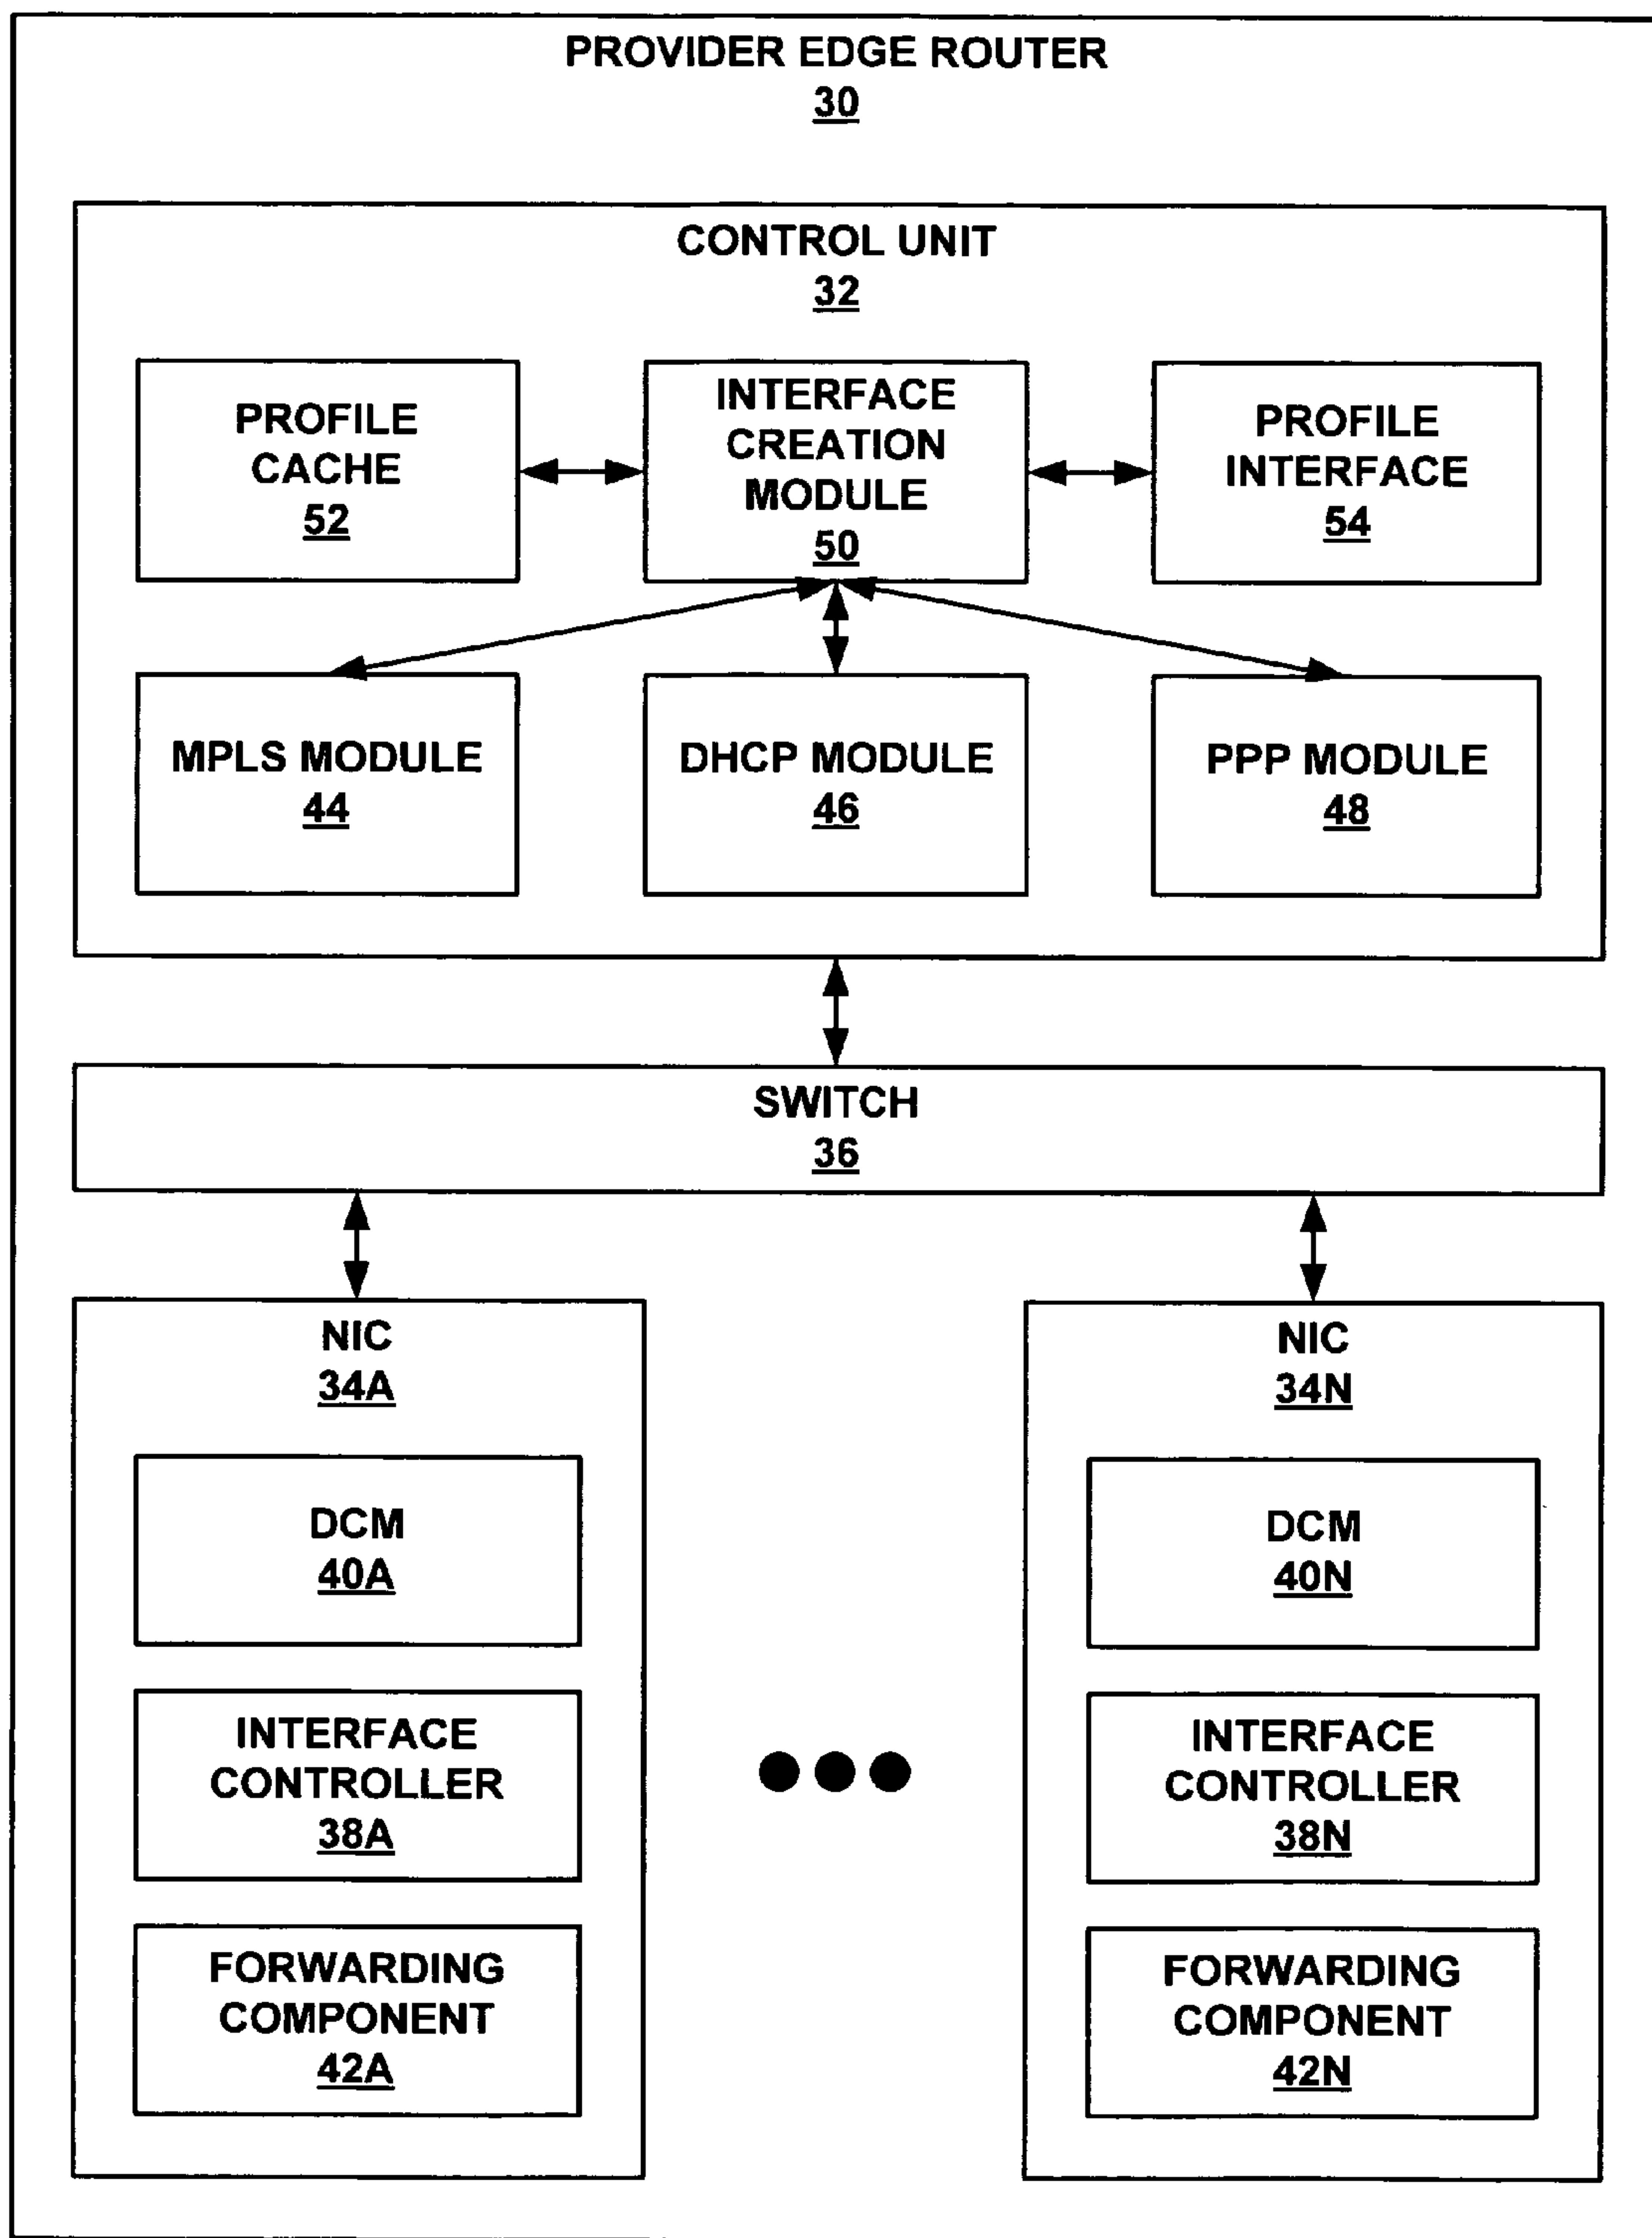 PROVIDER EDGE ROUTER
30
CONTROL UNIT
32
PROFILE
CACHE
52
INTERFACE
CREATION
MODULE
50
PROFILE
INTERFACE
54
MPLS MODULE
44
DHCP MODULE
46
PPP MODULE
48
SWITCH
36
NIC
34A
DCM
40A
INTERFACE
CONTROLLER
38A
FORWARDING
COMPONENT
42A
NIC
34N
DCM
40N
INTERFACE
CONTROLLER
38N
FORWARDING
COMPONENT
42N